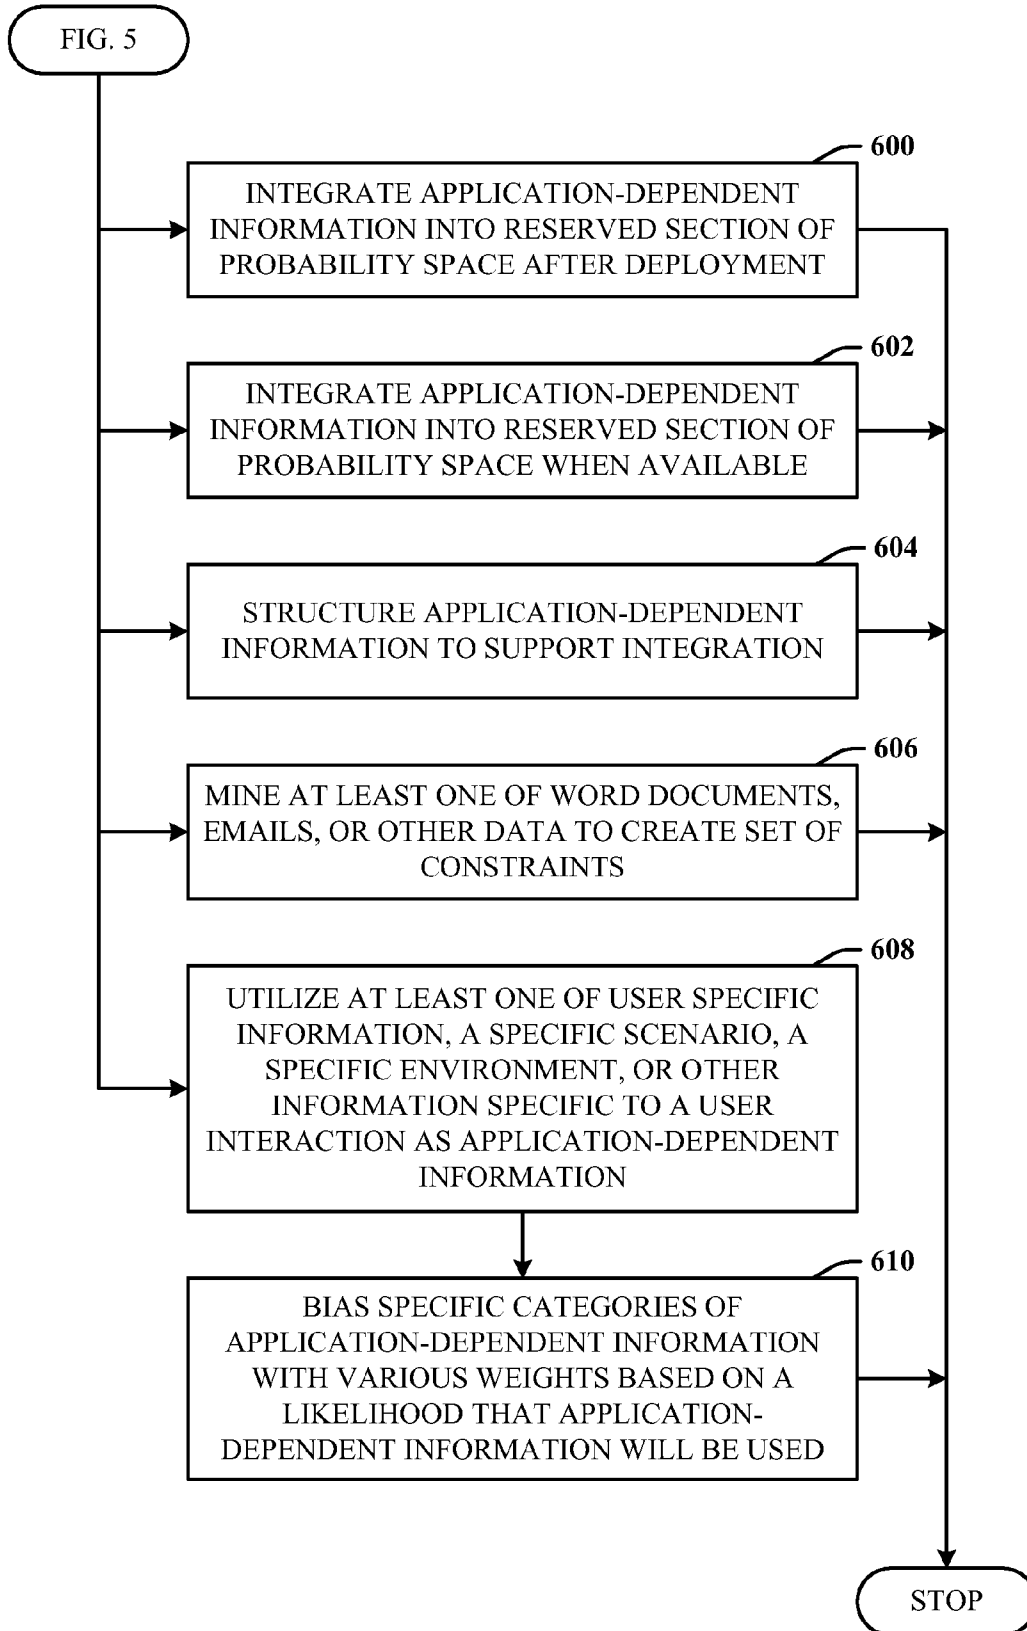 FIG. 5
600
INTEGRATE APPLICATION-DEPENDENT
INFORMATION INTO RESERVED SECTION OF
PROBABILITY SPACE AFTER DEPLOYMENT
602
INTEGRATE APPLICATION-DEPENDENT
INFORMATION INTO RESERVED SECTION OF
PROBABILITY SPACE WHEN AVAILABLE
604
STRUCTURE APPLICATION-DEPENDENT
INFORMATION TO SUPPORT INTEGRATION
606
MINE AT LEAST ONE OF WORD DOCUMENTS,
EMAILS, OR OTHER DATA TO CREATE SET OF
CONSTRAINTS
608
UTILIZE AT LEAST ONE OF USER SPECIFIC
INFORMATION, A SPECIFIC SCENARIO, A
SPECIFIC ENVIRONMENT, OR OTHER
INFORMATION SPECIFIC TO A USER
INTERACTION AS APPLICATION-DEPENDENT
INFORMATION
610
BIAS SPECIFIC CATEGORIES OF
APPLICATION-DEPENDENT INFORMATION
WITH VARIOUS WEIGHTS BASED ON A
LIKELIHOOD THAT APPLICATION-
DEPENDENT INFORMATION WILL BE USED
STOP